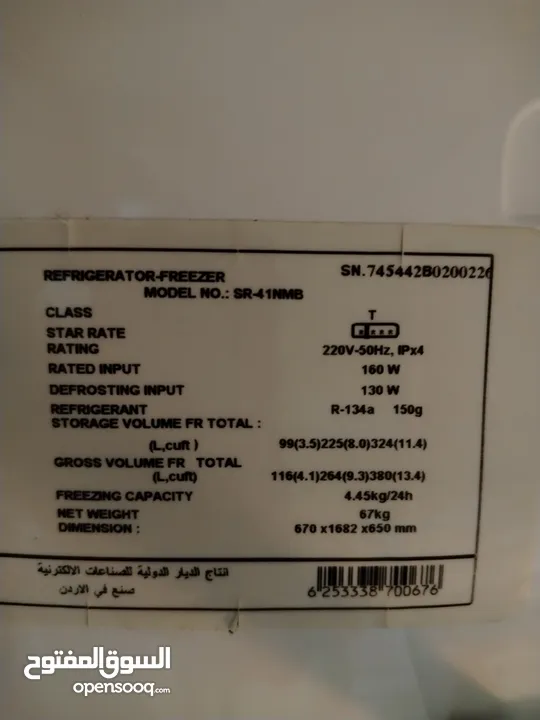 SN.745442B0200226
REFRIGERATOR-FREEZER
MODEL NO.: SR-41NMB
CLASS T
STAR RATE
RATING 220V-50Hz, IPx4
RATED INPUT 160 W
DEFROSTING INPUT 130 W
REFRIGERANT R-134a 150g
STORAGE VOLUME FR TOTAL :
(L,cuft ) 99(3.5)225(8.0)324(11.4)
GROSS VOLUME FR TOTAL
(L,cuft) 116(4.1)264(9.3)380(13.4)
FREEZING CAPACITY 4.45kg/24h
NET WEIGHT 67kg
DIMENSION : 670 x1682 x650 mm
انتاج الديار الدولية للصناعات الالكترنية
صنع في الاردن
6 253338 700676
السوق المفتوح
opensooq.com